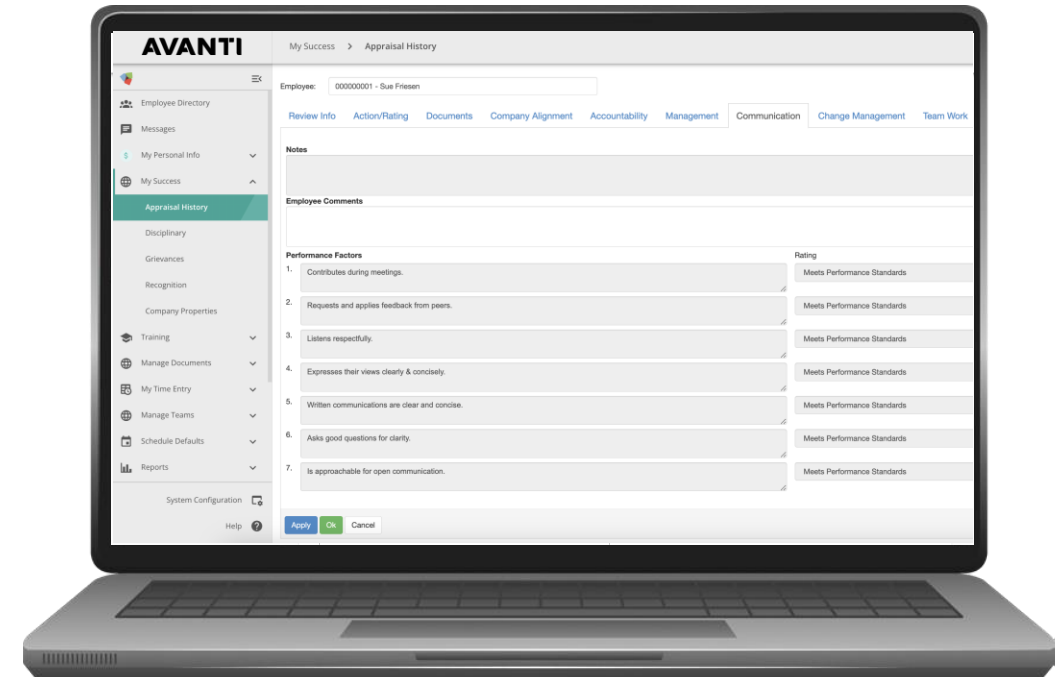 AVANTI
My Success > Appraisal History
Employee Directory
Messages
My Personal Info
My Success
Appraisal History
Disciplinary
Grievances
Recognition
Company Properties
Training
Manage Documents
My Time Entry
Manage Teams
Schedule Defaults
Reports
System Configuration
Help
Employee: 000000001 - Sue Friesen
Review Info Action/Rating Documents Company Alignment Accountability Management Communication Change Management Team Work
Notes
Employee Comments
Performance Factors Rating
1. Contributes during meetings. Meets Performance Standards
2. Requests and applies feedback from peers. Meets Performance Standards
3. Listens respectfully. Meets Performance Standards
4. Expresses their views clearly & concisely. Meets Performance Standards
5. Written communications are clear and concise. Meets Performance Standards
6. Asks good questions for clarity. Meets Performance Standards
7. Is approachable for open communication. Meets Performance Standards
Apply Ok Cancel